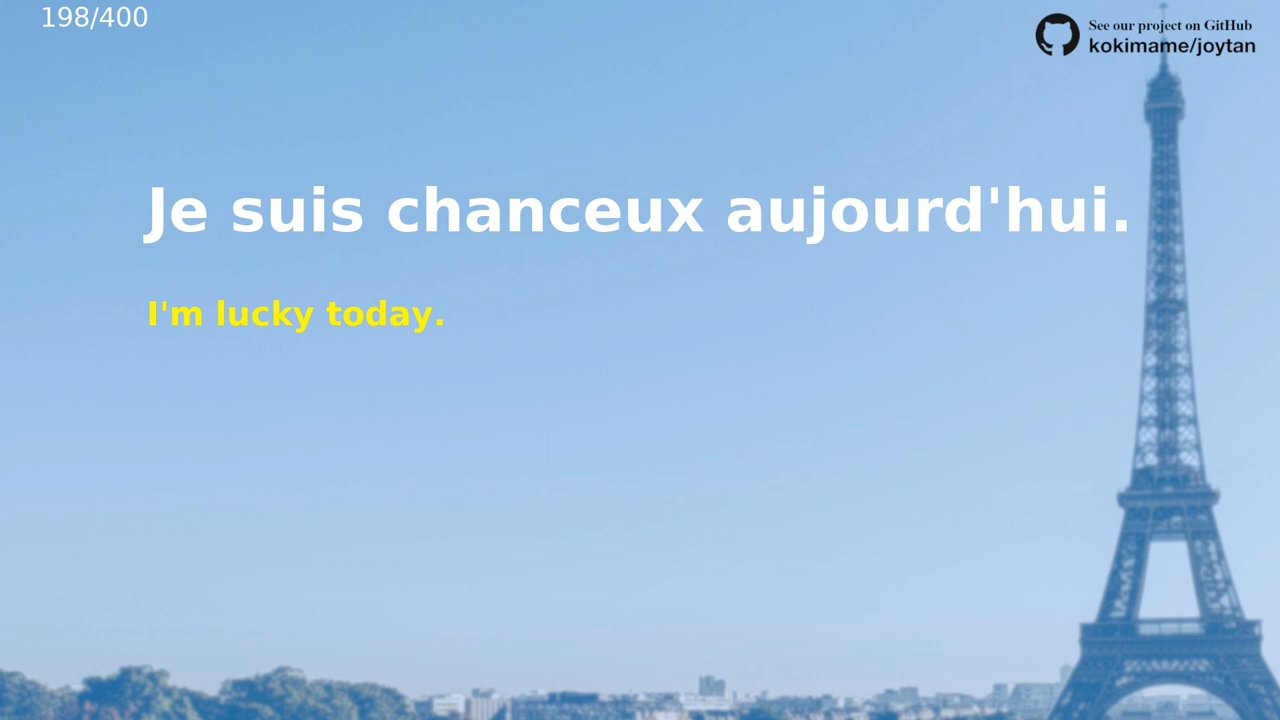 198/400
See our project on GitHub
kokimame/joytan
Je suis chanceux aujourd'hui.
I'm lucky today.